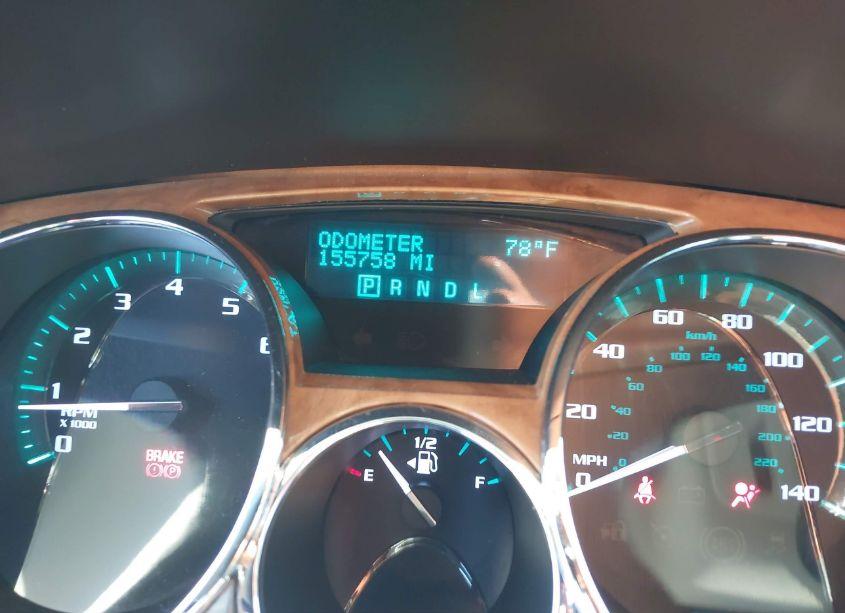 ODOMETER 78°F
155758 MI
P R N D L
0 1 2 3 4 5 6
RPM
X 1000
BRAKE
E 1/2 F
0 20 40 60 80 100 120 140
MPH
km/h
0 20 40 60 80 100 120 140 160 180 200 220